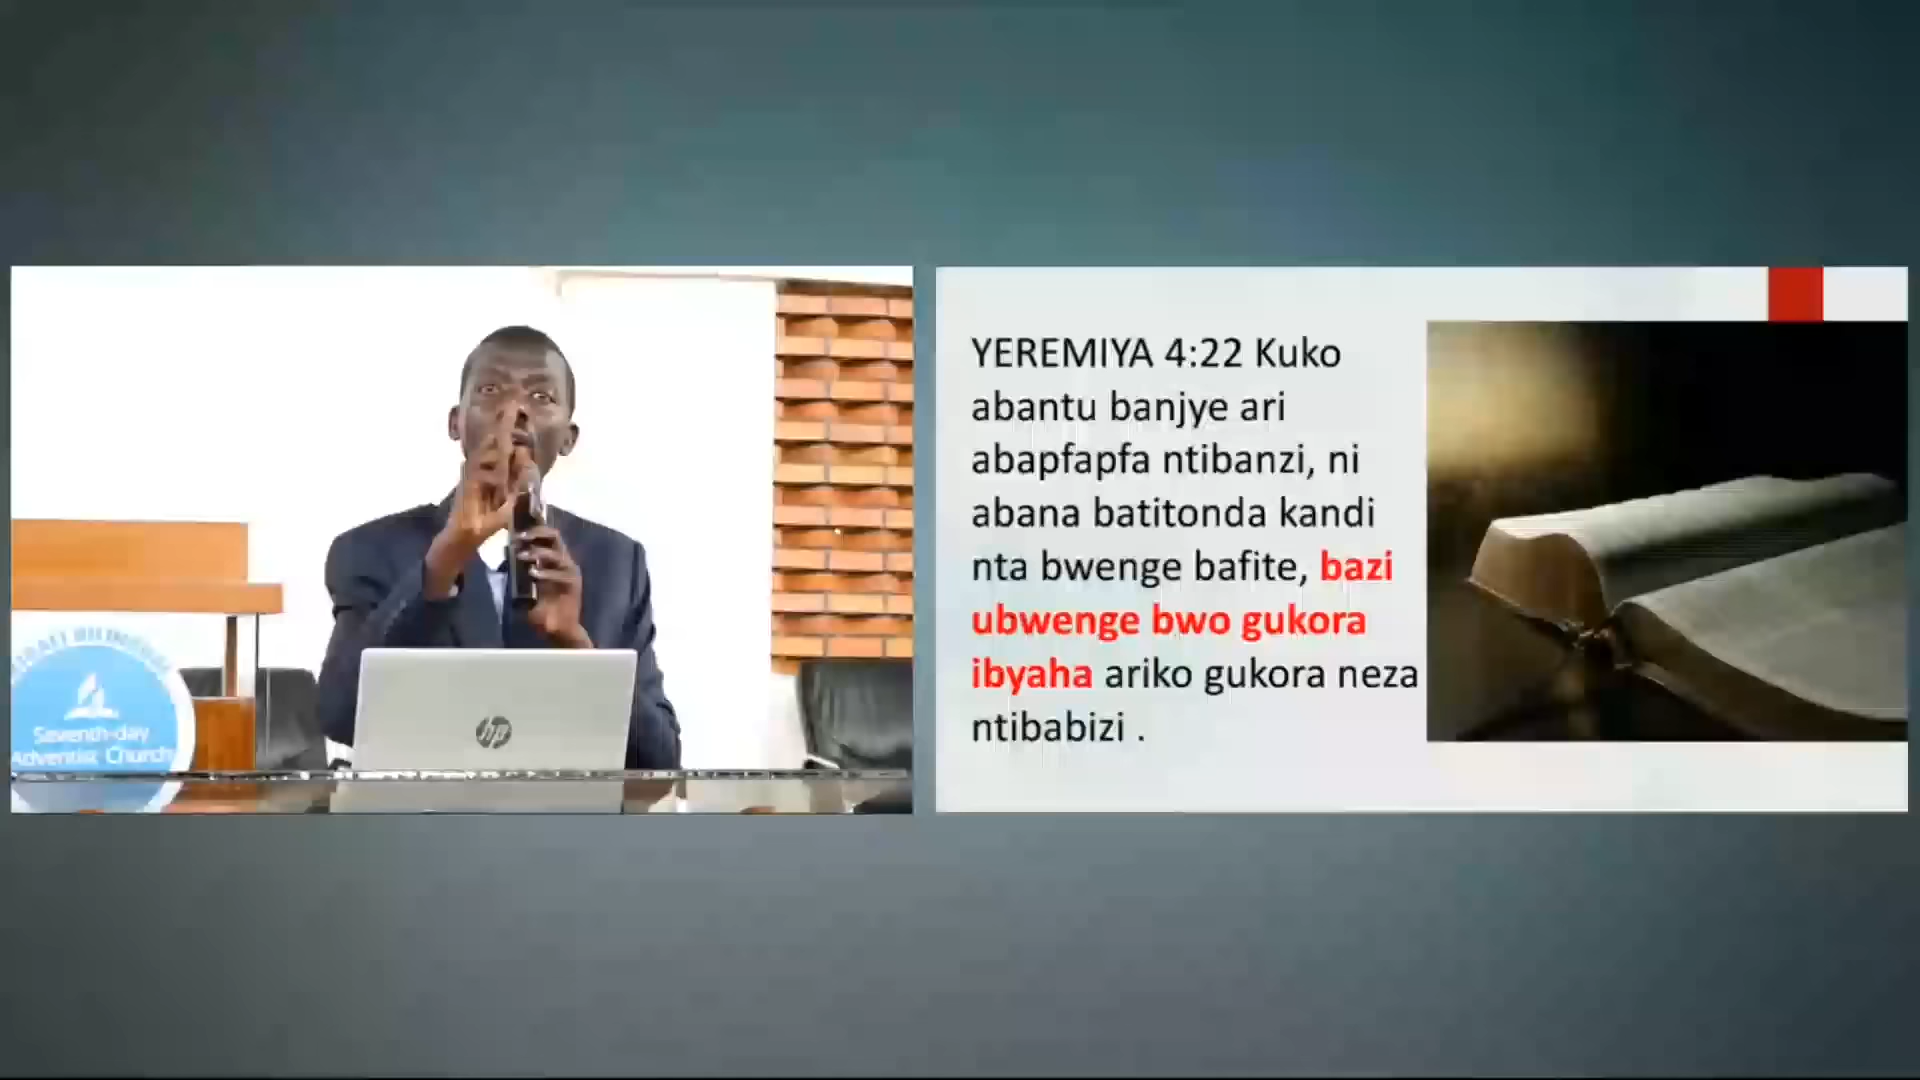 YEREMIYA 4:22 Kuko
abantu banjye ari
abapfapfa ntibanzi, ni
abana batitonda kandi
nta bwenge bafite, bazi
ubwenge bwo gukora
ibyaha ariko gukora neza
ntibabizi .
Seventh-day
Adventist Church
hp